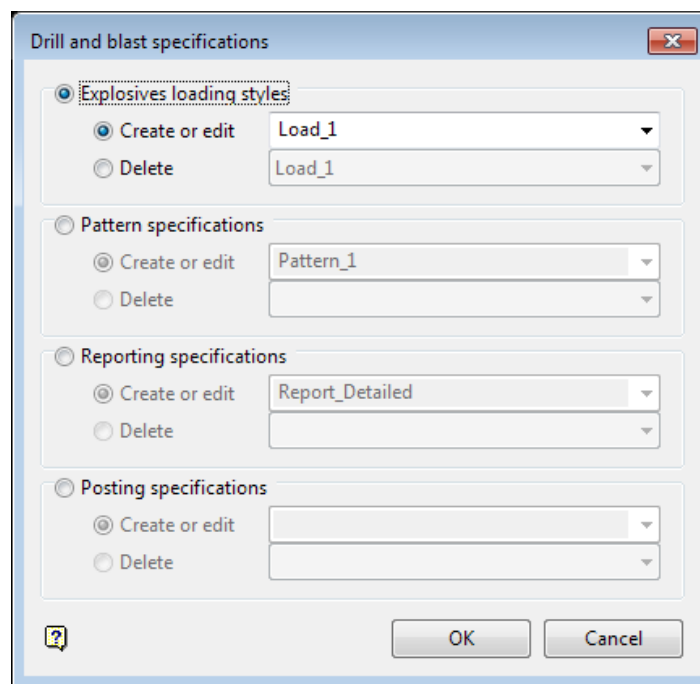 Drill and blast specifications
Explosives loading styles
Create or edit Load_1
Delete Load_1
Pattern specifications
Create or edit Pattern_1
Delete
Reporting specifications
Create or edit Report_Detailed
Delete
Posting specifications
Create or edit
Delete
? OK Cancel